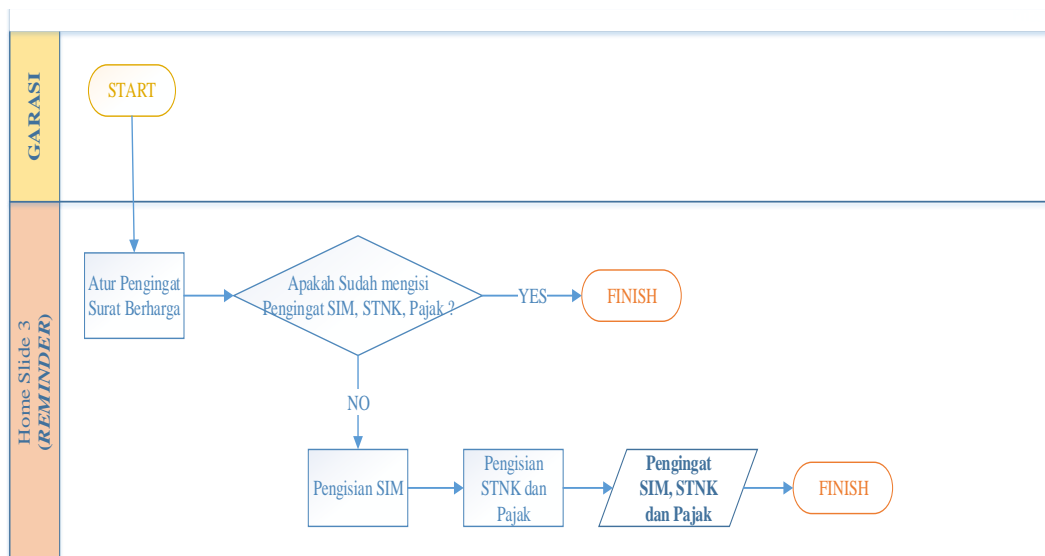 GARASI
START
Home Slide 3
(REMINDER)
Atur Pengingat
Surat Berharga
Apakah Sudah mengisi
Pengingat SIM, STNK, Pajak ?
YES
FINISH
NO
Pengisian SIM
Pengisian
STNK dan
Pajak
Pengingat
SIM, STNK
dan Pajak
FINISH